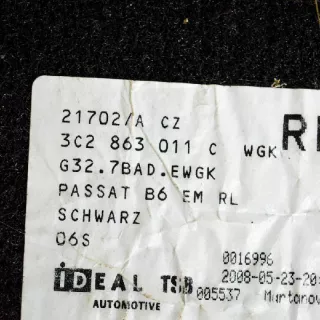 21702/A CZ
3C2 863 011 C WGK
G32.7BAD.EWGK
PASSAT B6 EM RL
SCHWARZ
06S
0016996
iDEAL TSB 2008-05-23-20
AUTOMOTIVE 005537 Martanov